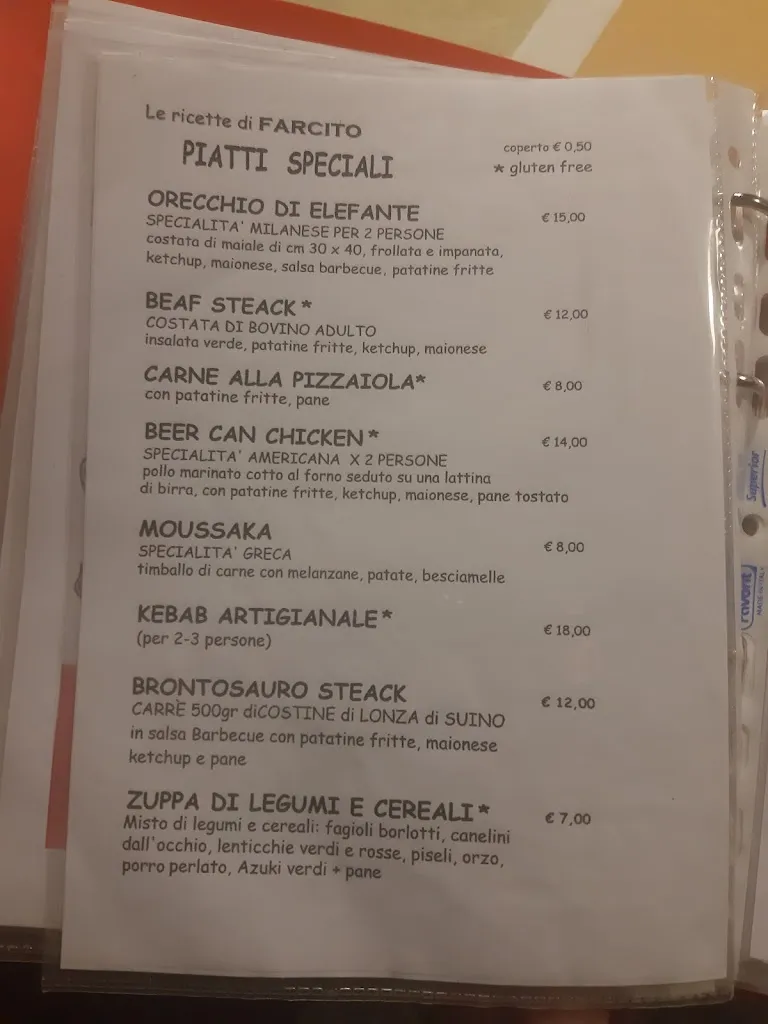 Le ricette di FARCITO
PIATTI SPECIALI
coperto € 0,50
* gluten free
ORECCHIO DI ELEFANTE € 15,00
SPECIALITA' MILANESE PER 2 PERSONE
costata di maiale di cm 30 x 40, frollata e impanata,
ketchup, maionese, salsa barbecue, patatine fritte
BEAF STEACK * € 12,00
COSTATA DI BOVINO ADULTO
insalata verde, patatine fritte, ketchup, maionese
CARNE ALLA PIZZAIOLA* € 8,00
con patatine fritte, pane
BEER CAN CHICKEN* € 14,00
SPECIALITA' AMERICANA X 2 PERSONE
pollo marinato cotto al forno seduto su una lattina
di birra, con patatine fritte, ketchup, maionese, pane tostato
MOUSSAKA € 8,00
SPECIALITA' GRECA
timballo di carne con melanzane, patate, besciamelle
KEBAB ARTIGIANALE* € 18,00
(per 2-3 persone)
BRONTOSAURO STEACK € 12,00
CARRÈ 500gr diCOSTINE di LONZA di SUINO
in salsa Barbecue con patatine fritte, maionese
ketchup e pane
ZUPPA DI LEGUMI E CEREALI* € 7,00
Misto di legumi e cereali: fagioli borlotti, canelini
dall'occhio, lenticchie verdi e rosse, piseli, orzo,
porro perlato, Azuki verdi + pane
Superior
Favorit
MADE IN ITALY